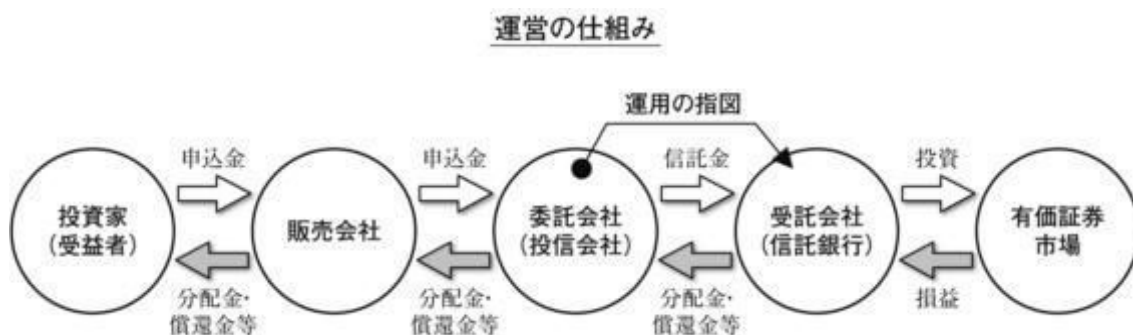 運営の仕組み
運用の指図
申込金
申込金
信託金
投資
投資家
(受益者)
販売会社
委託会社
(投信会社)
受託会社
(信託銀行)
有価証券
市場
分配金・
償還金等
分配金・
償還金等
分配金・
償還金等
損益